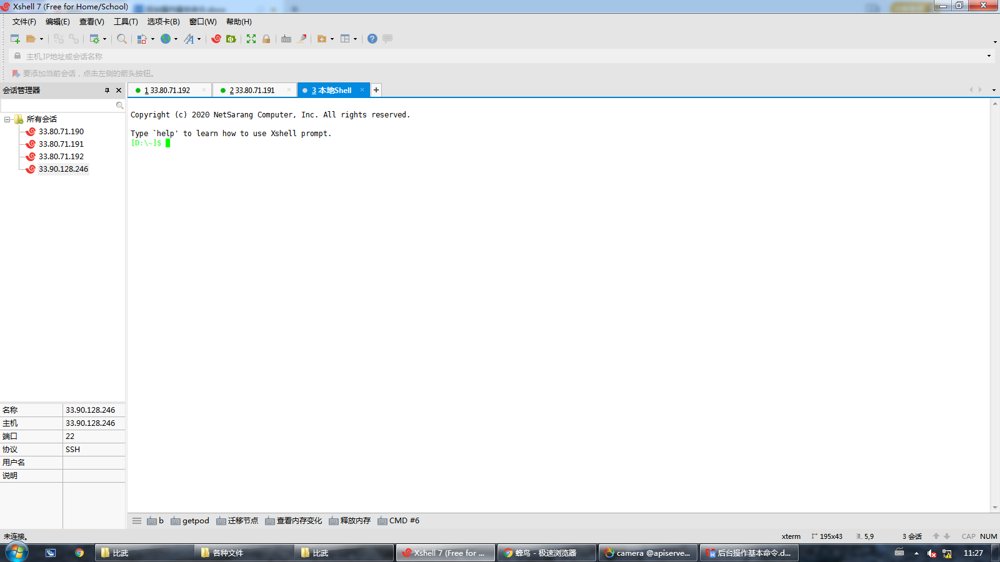 Xshell 7 (Free for Home/School)
文件(F) 编辑(E) 查看(V) 工具(T) 选项卡(B) 窗口(W) 帮助(H)
主机,IP地址或会话名称
要添加当前会话，点击左侧的箭头按钮。
会话管理器
1 33.80.71.192
2 33.80.71.191
3 本地Shell
所有会话
33.80.71.190
33.80.71.191
33.80.71.192
33.90.128.246
Copyright (c) 2020 NetSarang Computer, Inc. All rights reserved.
Type `help' to learn how to use Xshell prompt.
[D:\~]$
名称 33.90.128.246
主机 33.90.128.246
端口 22
协议 SSH
用户名
说明
b getpod 迁移节点 查看内存变化 释放内存 CMD #6
未连接。 xterm 195x43 5,9 3 会话 CAP NUM
比武 各种文件 比武 Xshell 7 (Free for ... 蜂鸟 - 极速浏览器 camera @apiserve... 后台操作基本命令.d... 11:27